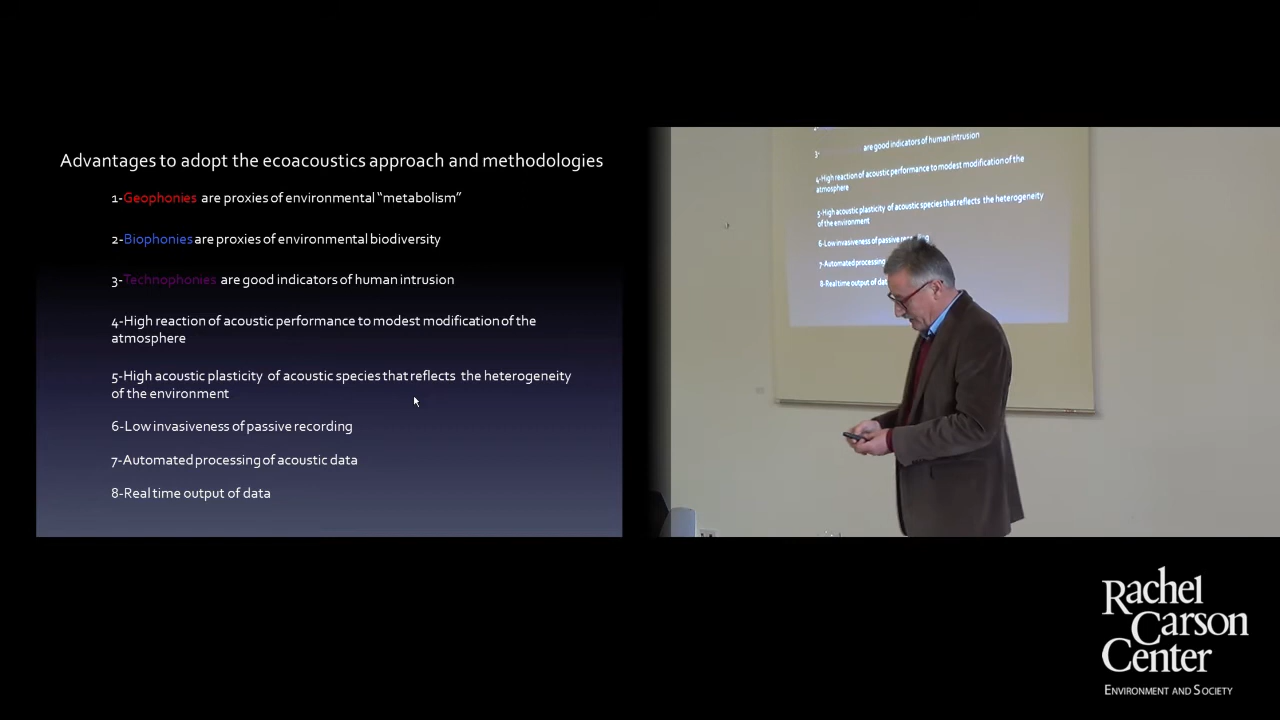 Advantages to adopt the ecoacoustics approach and methodologies
1-Geophonies are proxies of environmental “metabolism”
2-Biophonies are proxies of environmental biodiversity
3-Technophonies are good indicators of human intrusion
4-High reaction of acoustic performance to modest modification of the
atmosphere
5-High acoustic plasticity of acoustic species that reflects the heterogeneity
of the environment
6-Low invasiveness of passive recording
7-Automated processing of acoustic data
8-Real time output of data
3- are good indicators of human intrusion
4-High reaction of acoustic performance to modest modification of the
atmosphere
5-High acoustic plasticity of acoustic species that reflects the heterogeneity
of the environment
6-Low invasiveness of passive
7-Automated processing
8-Real time output of
Rachel
Carson
Center
ENVIRONMENT AND SOCIETY